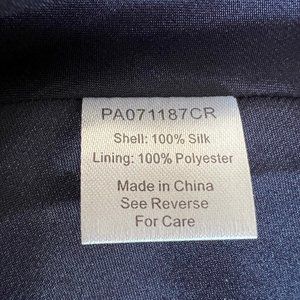 PA071187CR
Shell: 100% Silk
Lining: 100% Polyester
Made in China
See Reverse
For Care